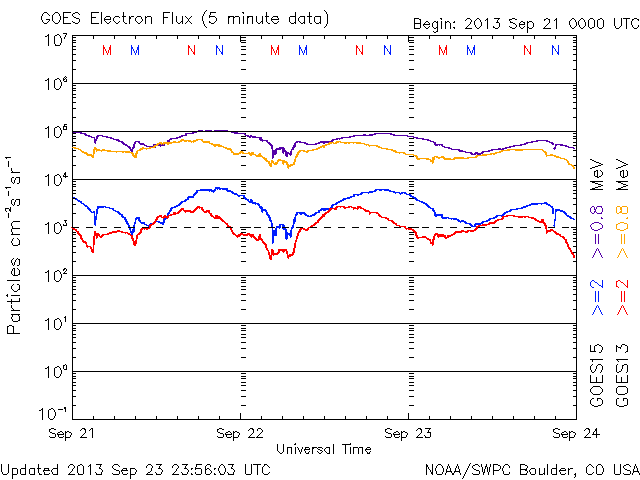 GOES Electron Flux (5 minute data)
Begin: 2013 Sep 21 0000 UTC
M M N N M M N N M M N N
10⁷
10⁶
10⁵
10⁴
10³
10²
10¹
10⁰
10⁻¹
Particles cm⁻²s⁻¹sr⁻¹
Sep 21 Sep 22 Sep 23 Sep 24
Universal Time
GOES15 >=2 >=0.8 MeV
GOES13 >=2 >=0.8 MeV
Updated 2013 Sep 23 23:56:03 UTC
NOAA/SWPC Boulder, CO USA